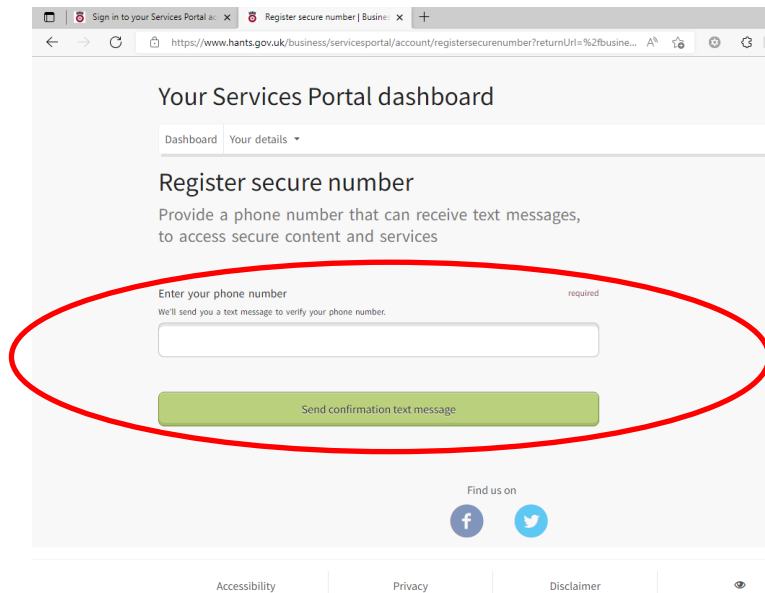 Sign in to your Services Portal ac
Register secure number | Busines
https://www.hants.gov.uk/business/servicesportal/account/registersecurenumber?returnUrl=%2fbusine...
Your Services Portal dashboard
Dashboard Your details
Register secure number
Provide a phone number that can receive text messages,
to access secure content and services
Enter your phone number required
We'll send you a text message to verify your phone number.
Send confirmation text message
Find us on
Accessibility Privacy Disclaimer